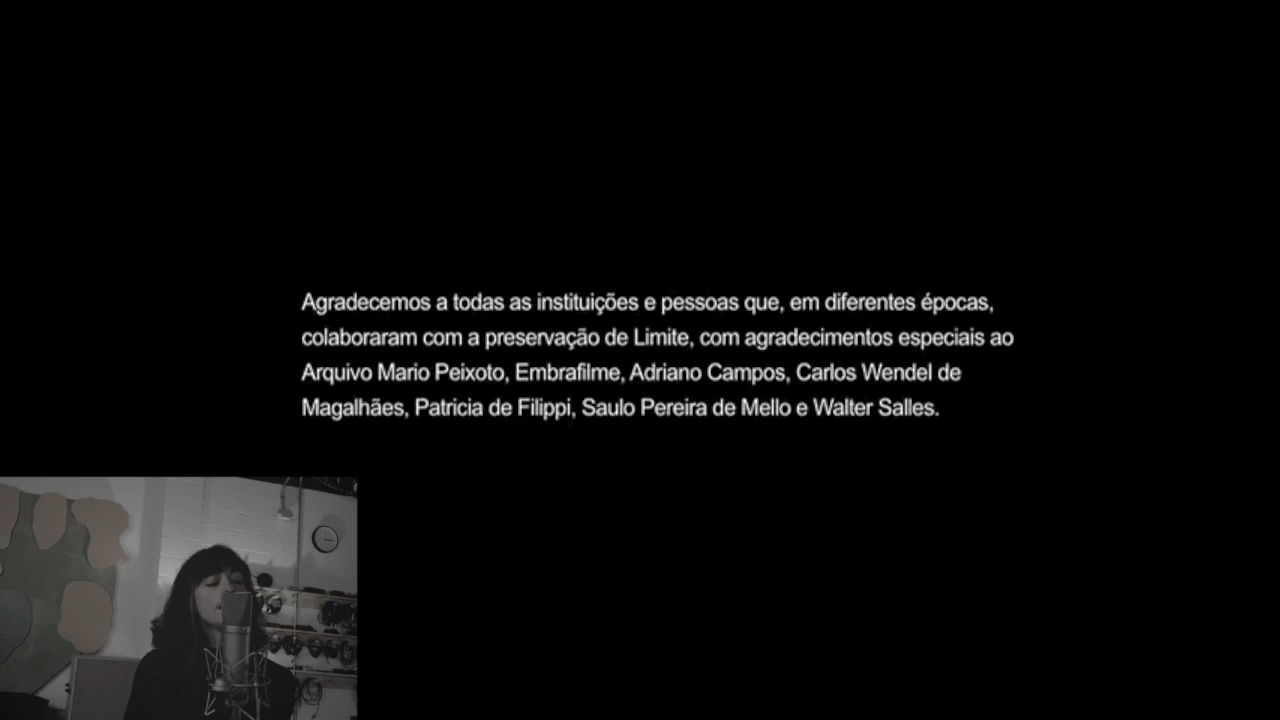 Agradecemos a todas as instituições e pessoas que, em diferentes épocas,
colaboraram com a preservação de Limite, com agradecimentos especiais ao
Arquivo Mario Peixoto, Embrafilme, Adriano Campos, Carlos Wendel de
Magalhães, Patricia de Filippi, Saulo Pereira de Mello e Walter Salles.